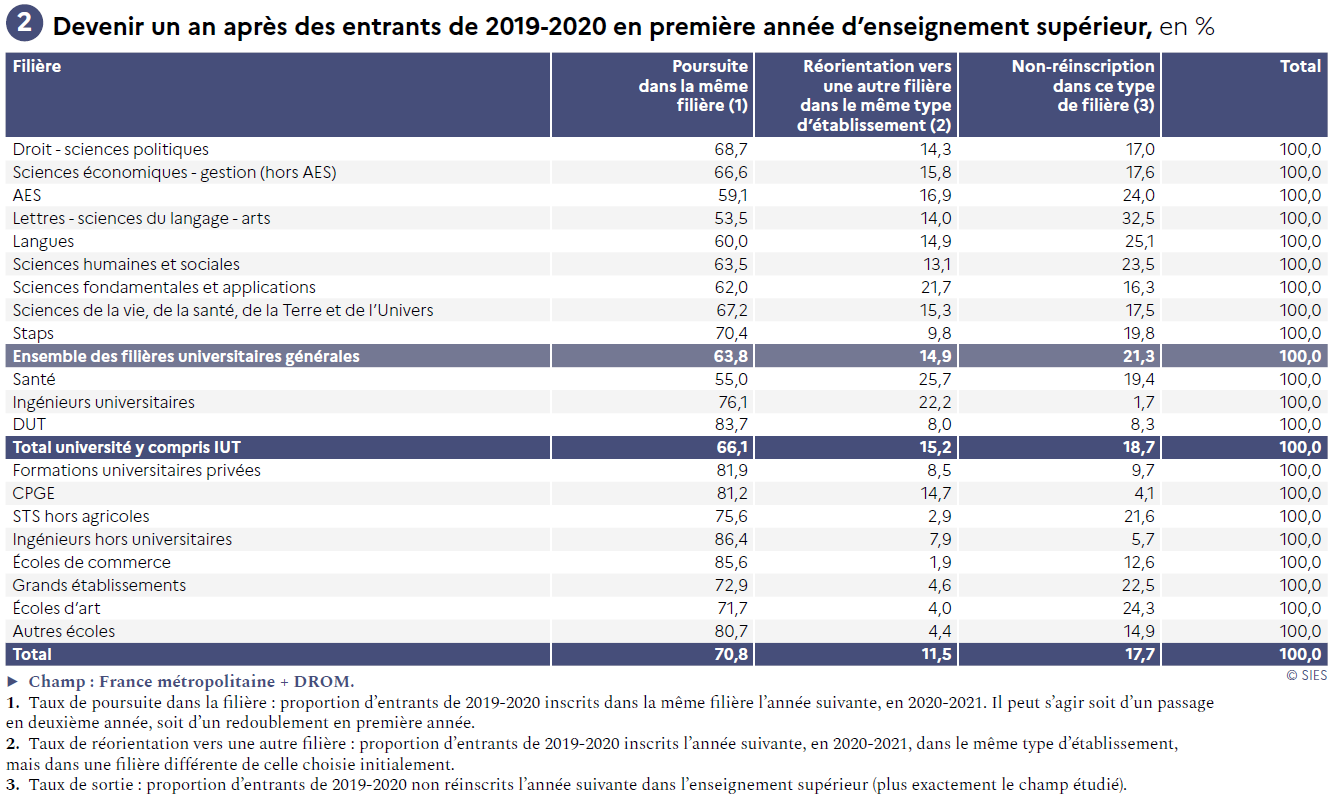 2 Devenir un an après des entrants de 2019-2020 en première année d’enseignement supérieur, en %
Filière Poursuite dans la même filière (1) Réorientation vers une autre filière dans le même type d’établissement (2) Non-réinscription dans ce type de filière (3) Total
Droit - sciences politiques 68,7 14,3 17,0 100,0
Sciences économiques - gestion (hors AES) 66,6 15,8 17,6 100,0
AES 59,1 16,9 24,0 100,0
Lettres - sciences du langage - arts 53,5 14,0 32,5 100,0
Langues 60,0 14,9 25,1 100,0
Sciences humaines et sociales 63,5 13,1 23,5 100,0
Sciences fondamentales et applications 62,0 21,7 16,3 100,0
Sciences de la vie, de la santé, de la Terre et de l’Univers 67,2 15,3 17,5 100,0
Staps 70,4 9,8 19,8 100,0
Ensemble des filières universitaires générales 63,8 14,9 21,3 100,0
Santé 55,0 25,7 19,4 100,0
Ingénieurs universitaires 76,1 22,2 1,7 100,0
DUT 83,7 8,0 8,3 100,0
Total université y compris IUT 66,1 15,2 18,7 100,0
Formations universitaires privées 81,9 8,5 9,7 100,0
CPGE 81,2 14,7 4,1 100,0
STS hors agricoles 75,6 2,9 21,6 100,0
Ingénieurs hors universitaires 86,4 7,9 5,7 100,0
Écoles de commerce 85,6 1,9 12,6 100,0
Grands établissements 72,9 4,6 22,5 100,0
Écoles d’art 71,7 4,0 24,3 100,0
Autres écoles 80,7 4,4 14,9 100,0
Total 70,8 11,5 17,7 100,0
► Champ : France métropolitaine + DROM.
© SIES
1. Taux de poursuite dans la filière : proportion d’entrants de 2019-2020 inscrits dans la même filière l’année suivante, en 2020-2021. Il peut s’agir soit d’un passage
en deuxième année, soit d’un redoublement en première année.
2. Taux de réorientation vers une autre filière : proportion d’entrants de 2019-2020 inscrits l’année suivante, en 2020-2021, dans le même type d’établissement,
mais dans une filière différente de celle choisie initialement.
3. Taux de sortie : proportion d’entrants de 2019-2020 non réinscrits l’année suivante dans l’enseignement supérieur (plus exactement le champ étudié).